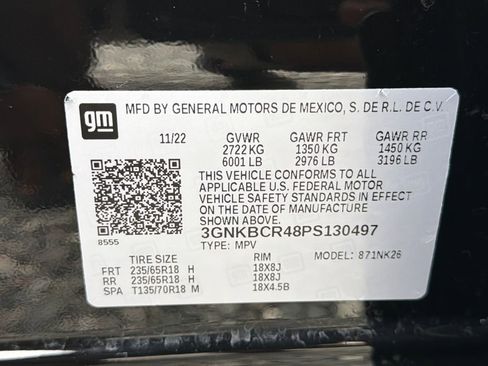 gm
MFD BY GENERAL MOTORS DE MEXICO, S. DE R.L. DE C.V.
11/22 GVWR GAWR FRT GAWR RR
2722 KG 1350 KG 1450 KG
6001 LB 2976 LB 3196 LB
THIS VEHICLE CONFORMS TO ALL
APPLICABLE U.S. FEDERAL MOTOR
VEHICLE SAFETY STANDARDS IN EFFECT
ON THE DATE OF MANUFACTURE
SHOWN ABOVE.
3GNKBCR48PS130497
8555
TYPE: MPV MODEL: 871NK26
TIRE SIZE RIM
FRT 235/65R18 H 18X8J
RR 235/65R18 H 18X8J
SPA T135/70R18 M 18X4.5B